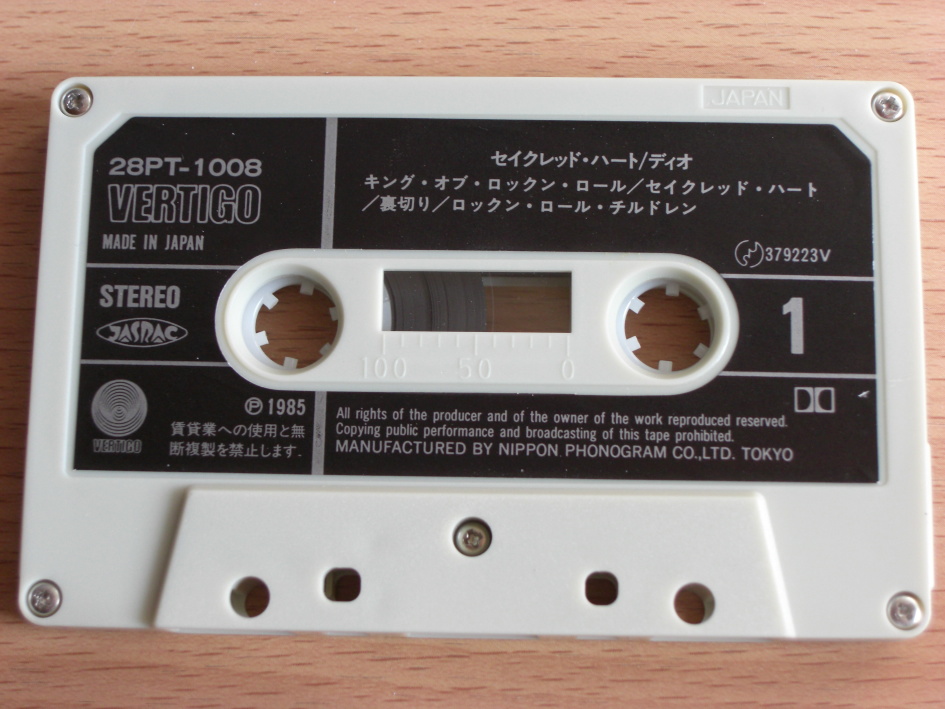 JAPAN
28PT-1008
VERTIGO
MADE IN JAPAN
セイクレッド・ハート/ディオ
キング・オブ・ロックン・ロール/セイクレッド・ハート
/裏切り/ロックン・ロール・チルドレン
379223V
STEREO
JASRAC
1
100 50 0
VERTIGO
Ⓟ 1985
賃貸業への使用と無
断複製を禁止します.
All rights of the producer and of the owner of the work reproduced reserved.
Copying public performance and broadcasting of this tape prohibited.
MANUFACTURED BY NIPPON PHONOGRAM CO.,LTD. TOKYO